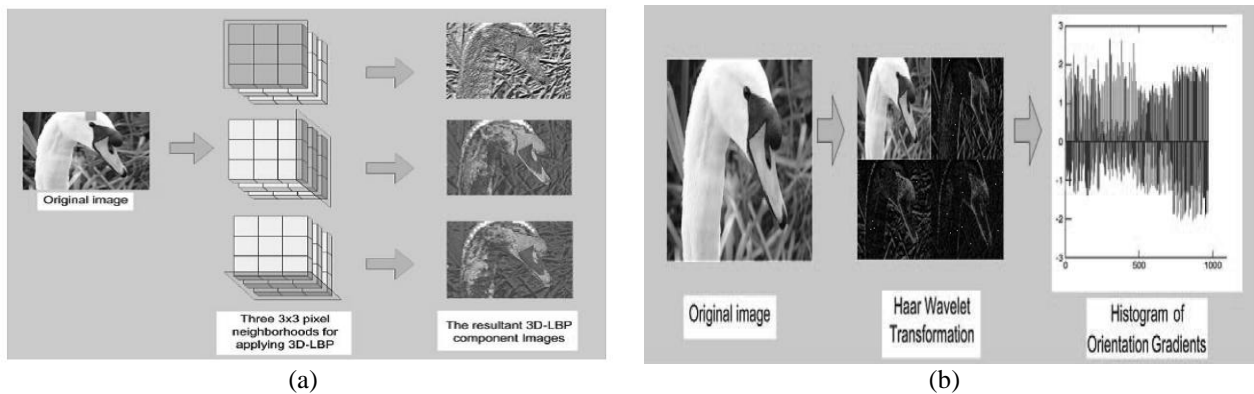 Original image
Three 3x3 pixel
neighborhoods for
applying 3D-LBP
The resultant 3D-LBP
component Images
(a)
Original image
Haar Wavelet
Transformation
3
2
1
0
-1
-2
-3
0
500
1000
Histogram of
Orientation Gradients
(b)